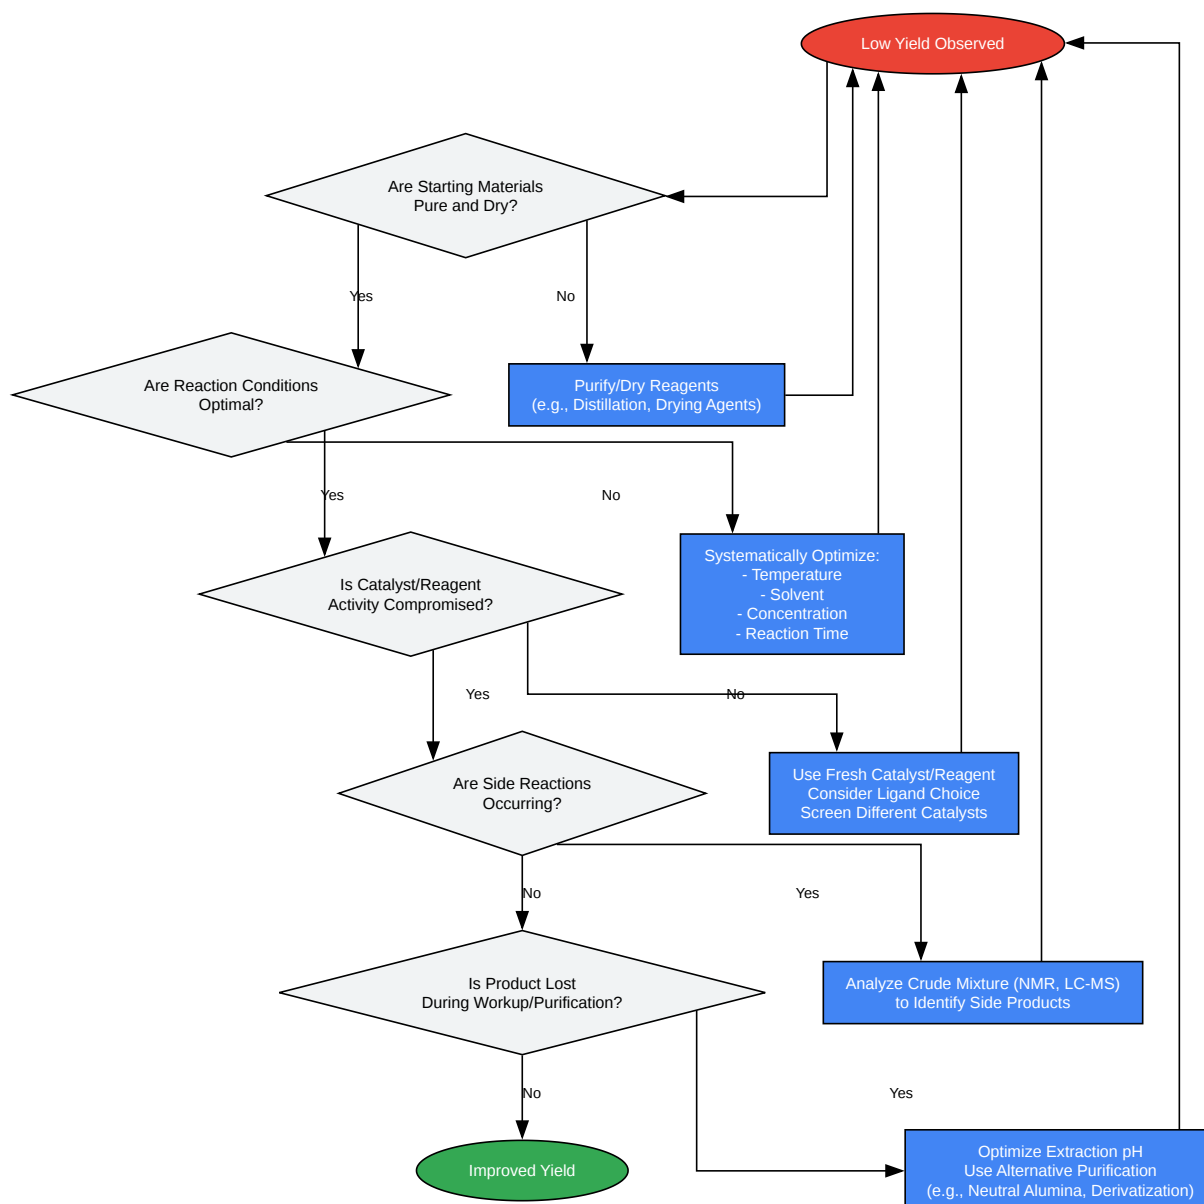 Low Yield Observed
Are Starting Materials
Pure and Dry?
Yes
No
Are Reaction Conditions
Optimal?
Purify/Dry Reagents
(e.g., Distillation, Drying Agents)
Yes
No
Systematically Optimize:
- Temperature
- Solvent
- Concentration
- Reaction Time
Is Catalyst/Reagent
Activity Compromised?
Yes
No
Use Fresh Catalyst/Reagent
Consider Ligand Choice
Screen Different Catalysts
Are Side Reactions
Occurring?
No
Yes
Is Product Lost
During Workup/Purification?
Analyze Crude Mixture (NMR, LC-MS)
to Identify Side Products
No
Yes
Improved Yield
Optimize Extraction pH
Use Alternative Purification
(e.g., Neutral Alumina, Derivatization)